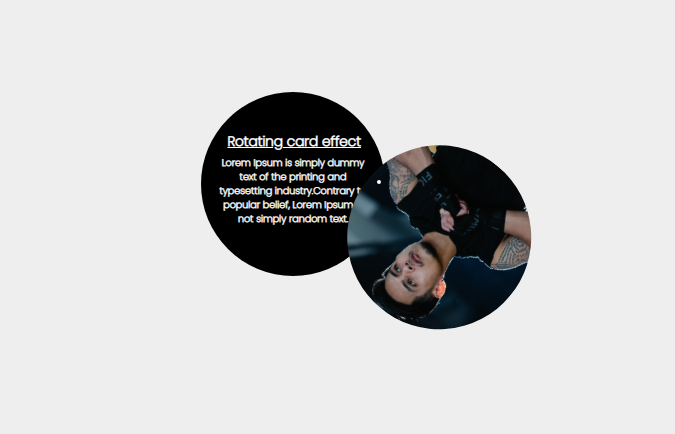 Rotating card effect
Lorem Ipsum is simply dummy
text of the printing and
typesetting industry.Contrary t
popular belief, Lorem Ipsum
not simply random text.